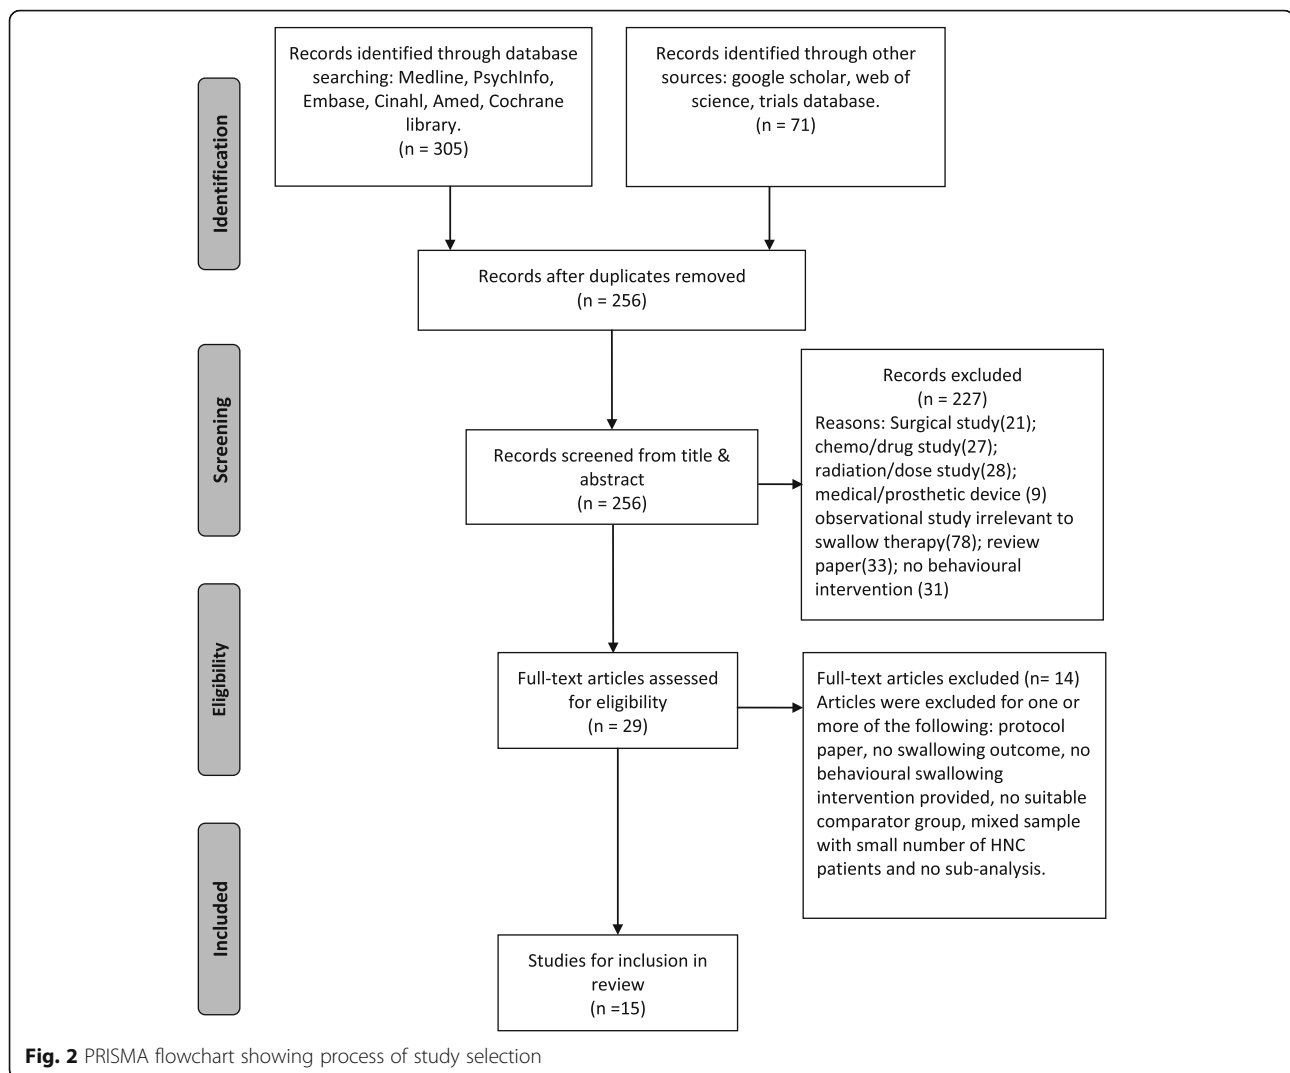 Records identified through database
searching: Medline, PsychInfo,
Embase, Cinahl, Amed, Cochrane
library.
(n = 305)
Records identified through other
sources: google scholar, web of
science, trials database.
(n = 71)
Identification
Records after duplicates removed
(n = 256)
Screening
Records screened from title &
abstract
(n = 256)
Records excluded
(n = 227)
Reasons: Surgical study(21);
chemo/drug study(27);
radiation/dose study(28);
medical/prosthetic device (9)
observational study irrelevant to
swallow therapy(78); review
paper(33); no behavioural
intervention (31)
Eligibility
Full-text articles assessed
for eligibility
(n = 29)
Full-text articles excluded (n= 14)
Articles were excluded for one or
more of the following: protocol
paper, no swallowing outcome, no
behavioural swallowing
intervention provided, no suitable
comparator group, mixed sample
with small number of HNC
patients and no sub-analysis.
Included
Studies for inclusion in
review
(n =15)
Fig. 2 PRISMA flowchart showing process of study selection